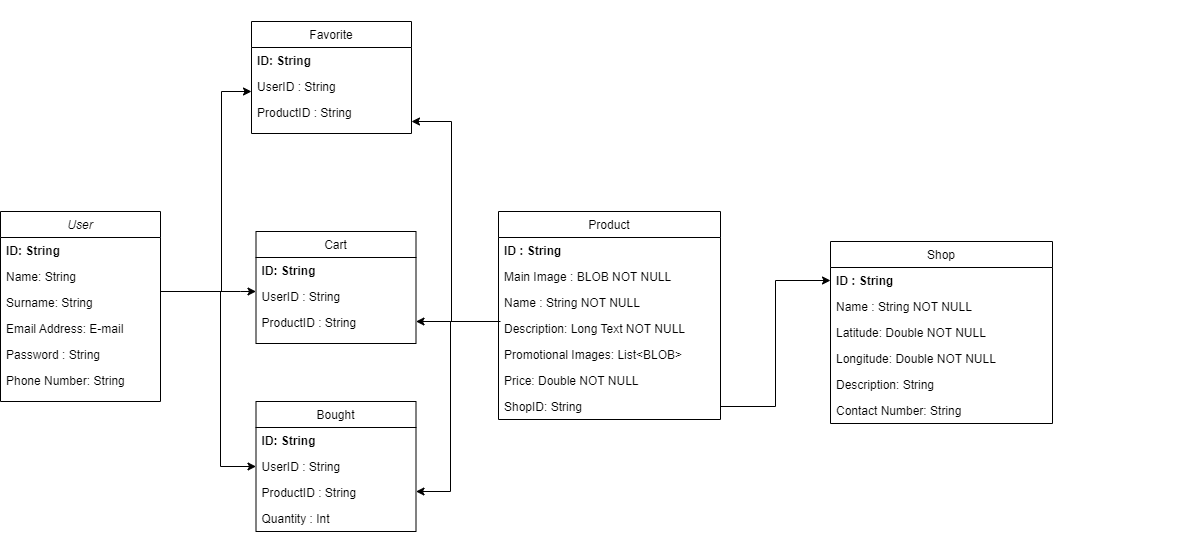 Favorite
ID: String
UserID : String
ProductID : String
User
ID: String
Name: String
Surname: String
Email Address: E-mail
Password : String
Phone Number: String
Cart
ID: String
UserID : String
ProductID : String
Bought
ID: String
UserID : String
ProductID : String
Quantity : Int
Product
ID : String
Main Image : BLOB NOT NULL
Name : String NOT NULL
Description: Long Text NOT NULL
Promotional Images: List<BLOB>
Price: Double NOT NULL
ShopID: String
Shop
ID : String
Name : String NOT NULL
Latitude: Double NOT NULL
Longitude: Double NOT NULL
Description: String
Contact Number: String